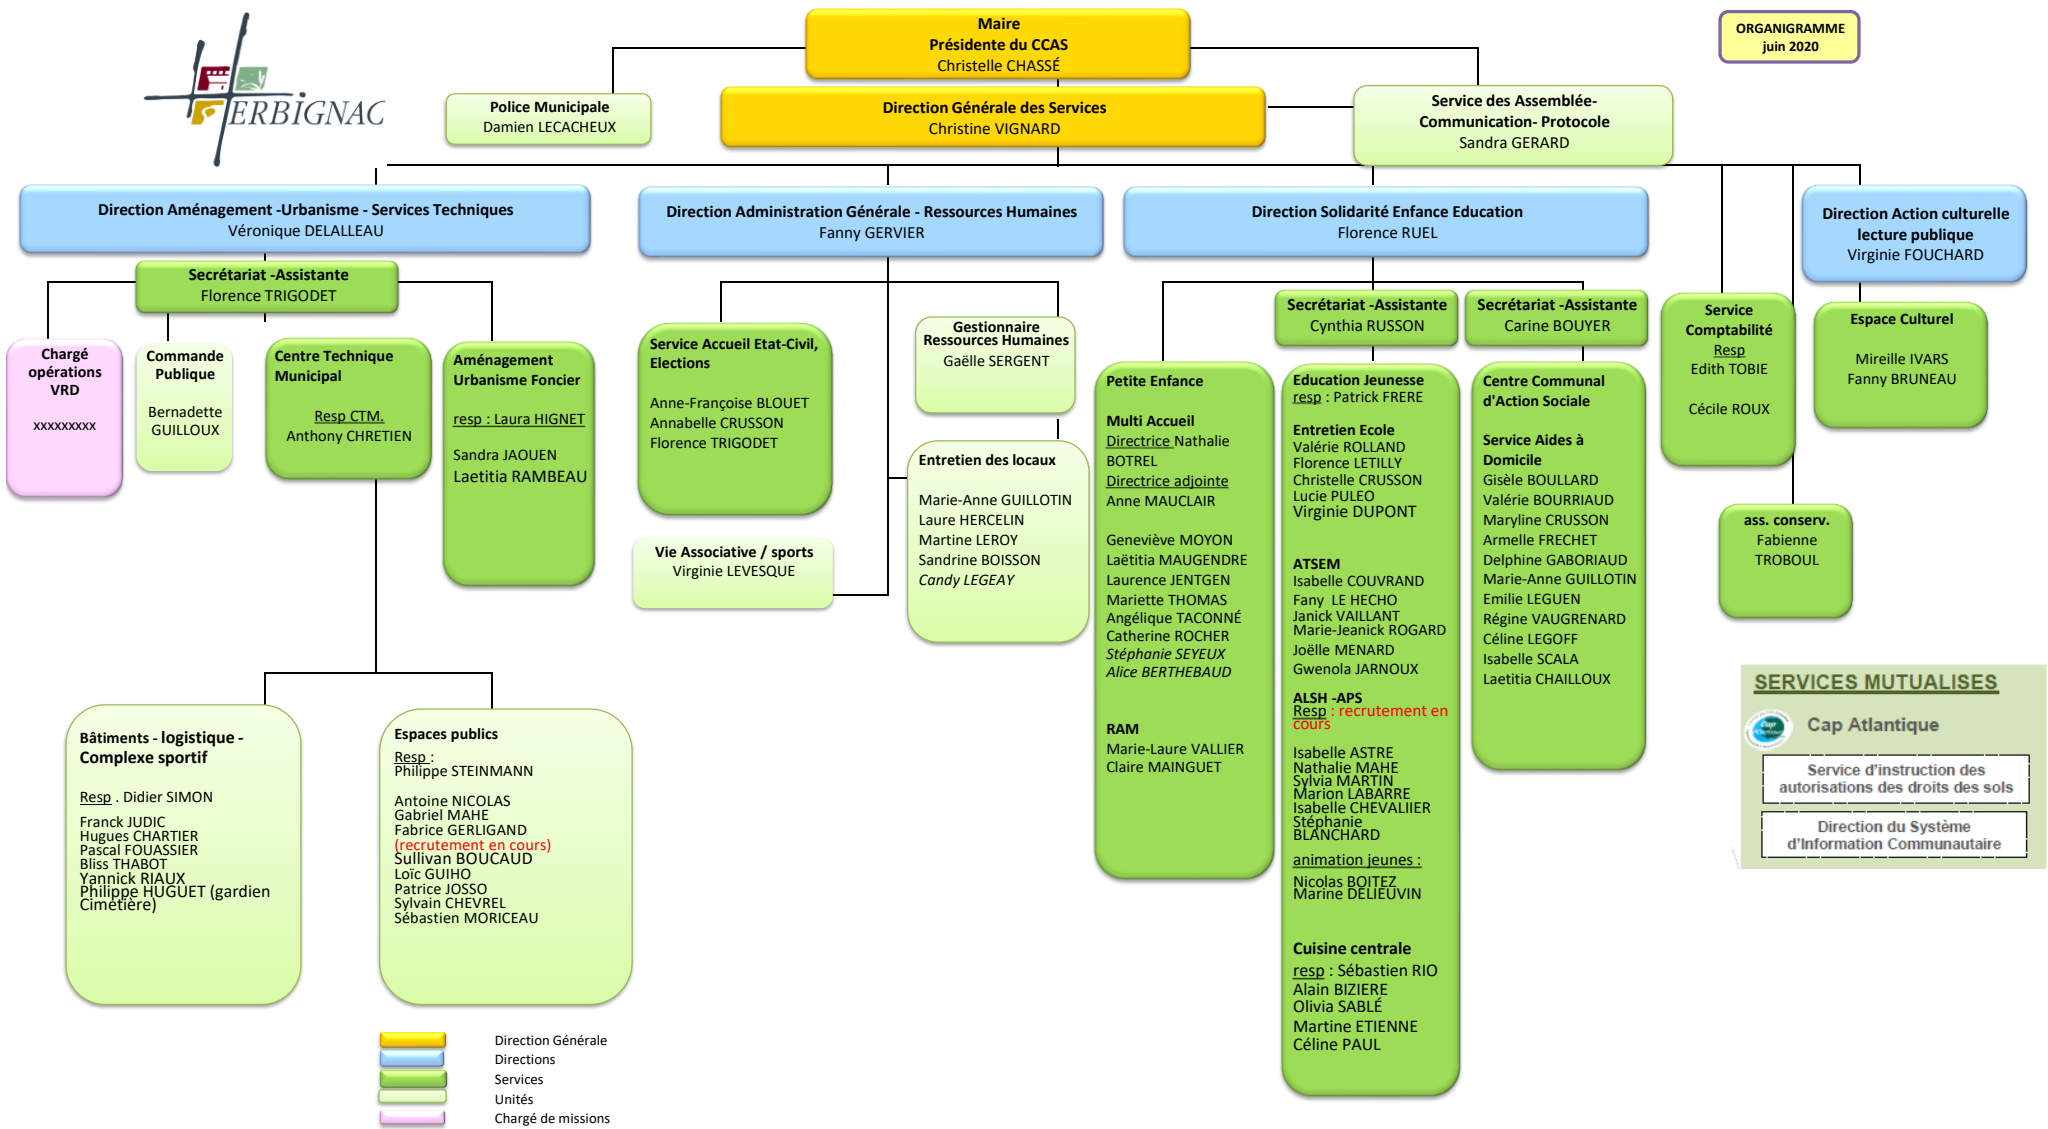 ERBIGNAC
Maire
Présidente du CCAS
Christelle CHASSÉ
ORGANIGRAMME
juin 2020
Police Municipale
Damien LECACHEUX
Direction Générale des Services
Christine VIGNARD
Service des Assemblée-
Communication- Protocole
Sandra GERARD
Direction Aménagement -Urbanisme - Services Techniques
Véronique DELALLEAU
Direction Administration Générale - Ressources Humaines
Fanny GERVIER
Direction Solidarité Enfance Education
Florence RUEL
Direction Action culturelle
lecture publique
Virginie FOUCHARD
Secrétariat -Assistante
Florence TRIGODET
Chargé
opérations
VRD
xxxxxxxxx
Commande
Publique
Bernadette
GUILLOUX
Centre Technique
Municipal
Resp CTM.
Anthony CHRETIEN
Aménagement
Urbanisme Foncier
resp : Laura HIGNET
Sandra JAOUEN
Laetitia RAMBEAU
Service Accueil Etat-Civil,
Elections
Anne-Françoise BLOUET
Annabelle CRUSSON
Florence TRIGODET
Vie Associative / sports
Virginie LEVESQUE
Gestionnaire
Ressources Humaines
Gaëlle SERGENT
Entretien des locaux
Marie-Anne GUILLOTIN
Laure HERCELIN
Martine LEROY
Sandrine BOISSON
Candy LEGEAY
Petite Enfance
Multi Accueil
Directrice Nathalie
BOTREL
Directrice adjointe
Anne MAUCLAIR
Geneviève MOYON
Laëtitia MAUGENDRE
Laurence JENTGEN
Mariette THOMAS
Angélique TACONNÉ
Catherine ROCHER
Stéphanie SEYEUX
Alice BERTHEBAUD
RAM
Marie-Laure VALLIER
Claire MAINGUET
Secrétariat -Assistante
Cynthia RUSSON
Education Jeunesse
resp : Patrick FRERE
Entretien Ecole
Valérie ROLLAND
Florence LETILLY
Christelle CRUSSON
Lucie PULEO
Virginie DUPONT
ATSEM
Isabelle COUVRAND
Fany  LE HECHO
Janick VAILLANT
Marie-Jeanick ROGARD
Joëlle MENARD
Gwenola JARNOUX
ALSH -APS
Resp : recrutement en
cours
Isabelle ASTRE
Nathalie MAHE
Sylvia MARTIN
Marion LABARRE
Isabelle CHEVALIIER
Stéphanie
BLANCHARD
animation jeunes :
Nicolas BOITEZ
Marine DELIEUVIN
Cuisine centrale
resp : Sébastien RIO
Alain BIZIERE
Olivia SABLÉ
Martine ETIENNE
Céline PAUL
Secrétariat -Assistante
Carine BOUYER
Centre Communal
d'Action Sociale
Service Aides à
Domicile
Gisèle BOULLARD
Valérie BOURRIAUD
Maryline CRUSSON
Armelle FRECHET
Delphine GABORIAUD
Marie-Anne GUILLOTIN
Emilie LEGUEN
Régine VAUGRENARD
Céline LEGOFF
Isabelle SCALA
Laetitia CHAILLOUX
Service
Comptabilité
Resp
Edith TOBIE
Cécile ROUX
Espace Culturel
Mireille IVARS
Fanny BRUNEAU
ass. conserv.
Fabienne
TROBOUL
Bâtiments - logistique -
Complexe sportif
Resp . Didier SIMON
Franck JUDIC
Hugues CHARTIER
Pascal FOUASSIER
Bliss THABOT
Yannick RIAUX
Philippe HUGUET (gardien
Cimetière)
Espaces publics
Resp :
Philippe STEINMANN
Antoine NICOLAS
Gabriel MAHE
Fabrice GERLIGAND
(recrutement en cours)
Sullivan BOUCAUD
Loïc GUIHO
Patrice JOSSO
Sylvain CHEVREL
Sébastien MORICEAU
SERVICES MUTUALISES
Cap
Cap Atlantique
Service d'instruction des
autorisations des droits des sols
Direction du Système
d'Information Communautaire
Direction Générale
Directions
Services
Unités
Chargé de missions